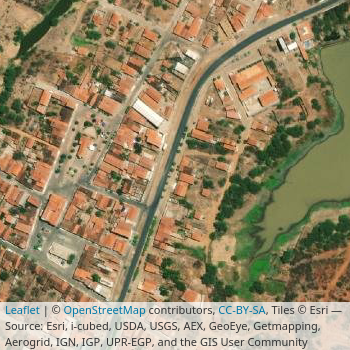 Leaflet | © OpenStreetMap contributors, CC-BY-SA, Tiles © Esri —
Source: Esri, i-cubed, USDA, USGS, AEX, GeoEye, Getmapping,
Aerogrid, IGN, IGP, UPR-EGP, and the GIS User Community